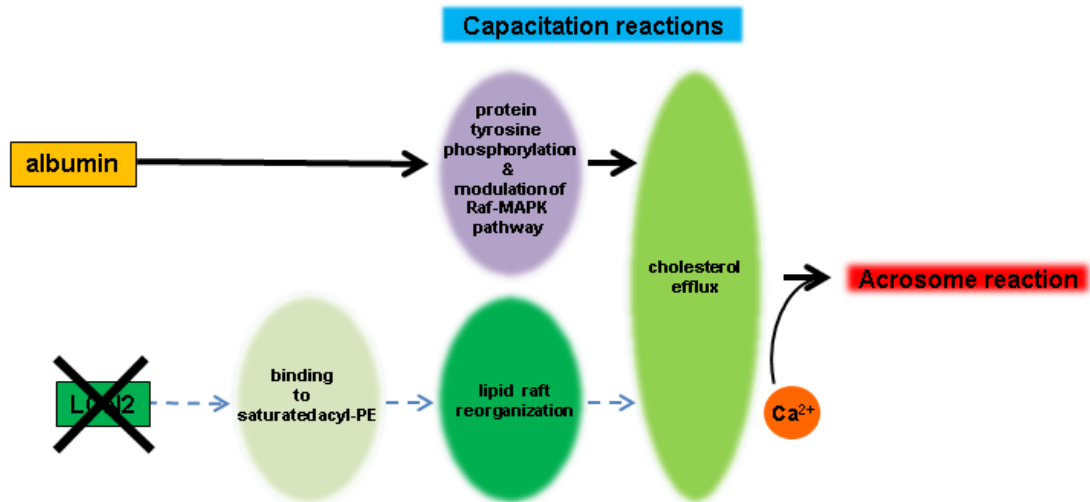 Capacitation reactions
protein
tyrosine
phosphorylation
&
modulation of
Raf-MAPK
pathway
albumin
cholesterol
efflux
Acrosome reaction
binding
to
saturated acyl-PE
lipid raft
reorganization
Ca²⁺